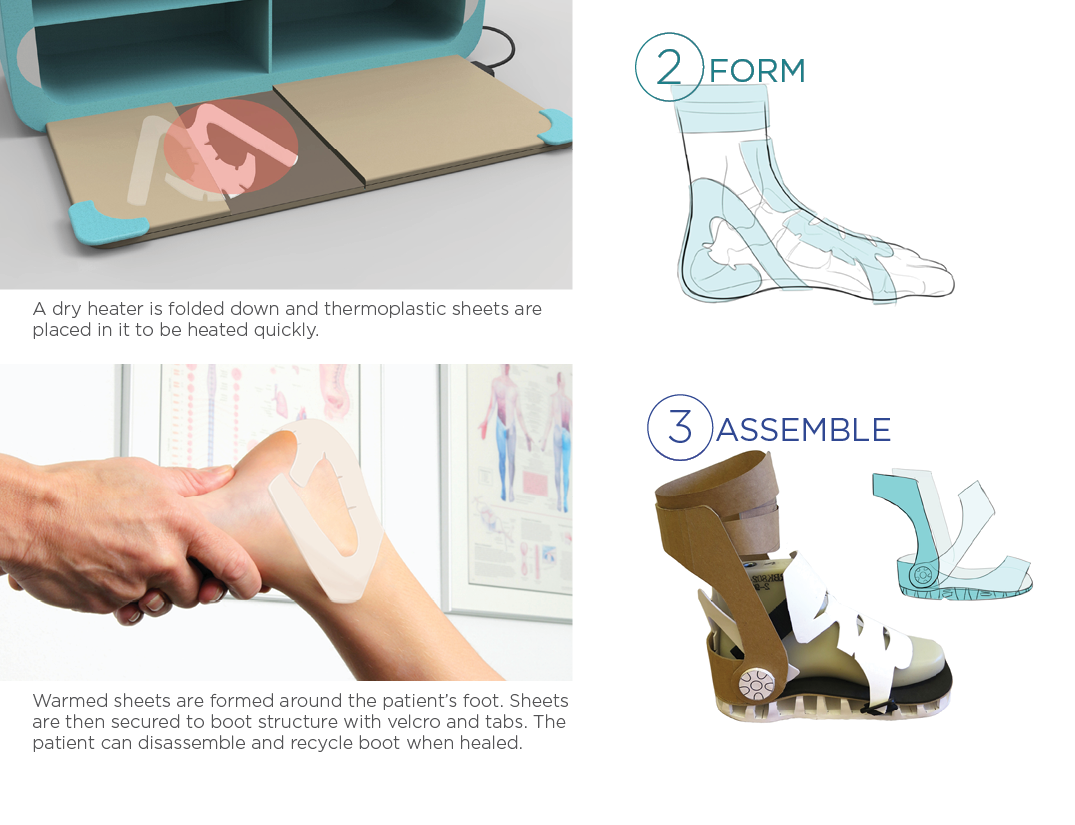 2 FORM
A dry heater is folded down and thermoplastic sheets are
placed in it to be heated quickly.
3 ASSEMBLE
Warmed sheets are formed around the patient's foot. Sheets
are then secured to boot structure with velcro and tabs. The
patient can disassemble and recycle boot when healed.